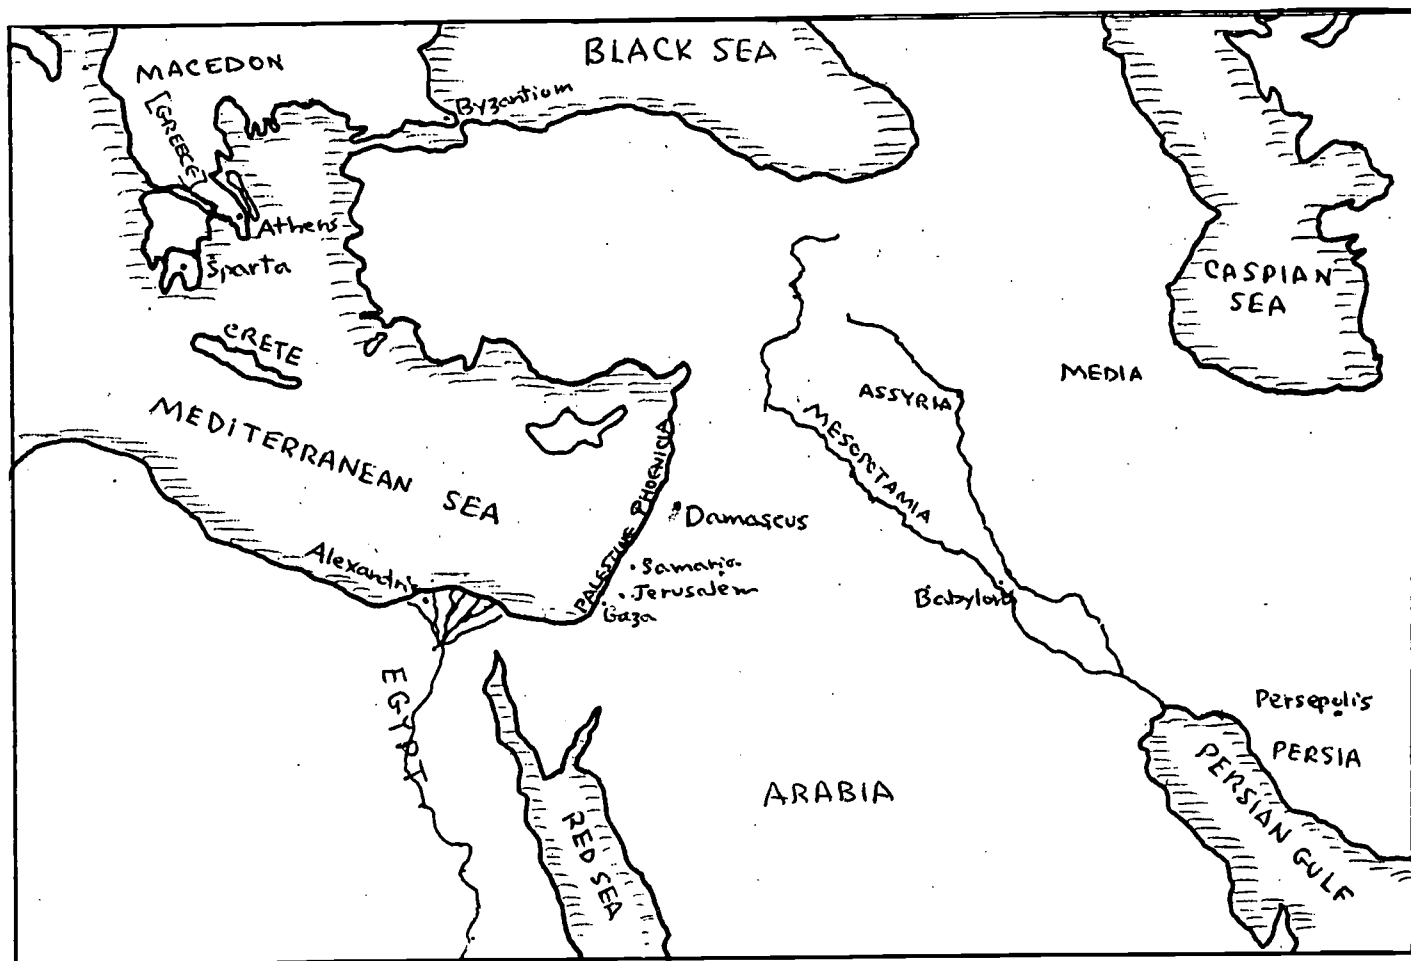 BLACK SEA
MACEDON
Byzantium
[GREECE]
Athens
Sparta
CASPIAN
SEA
CRETE
MEDIA
ASSYRIA
MESOPOTAMIA
MEDITERRANEAN SEA
PHOENICIA
PALESTINE
Damascus
Alexandria
Samaria
Jerusalem
Gaza
Babylon
EGYPT
Persepolis
PERSIA
PERSIAN GULF
ARABIA
RED SEA